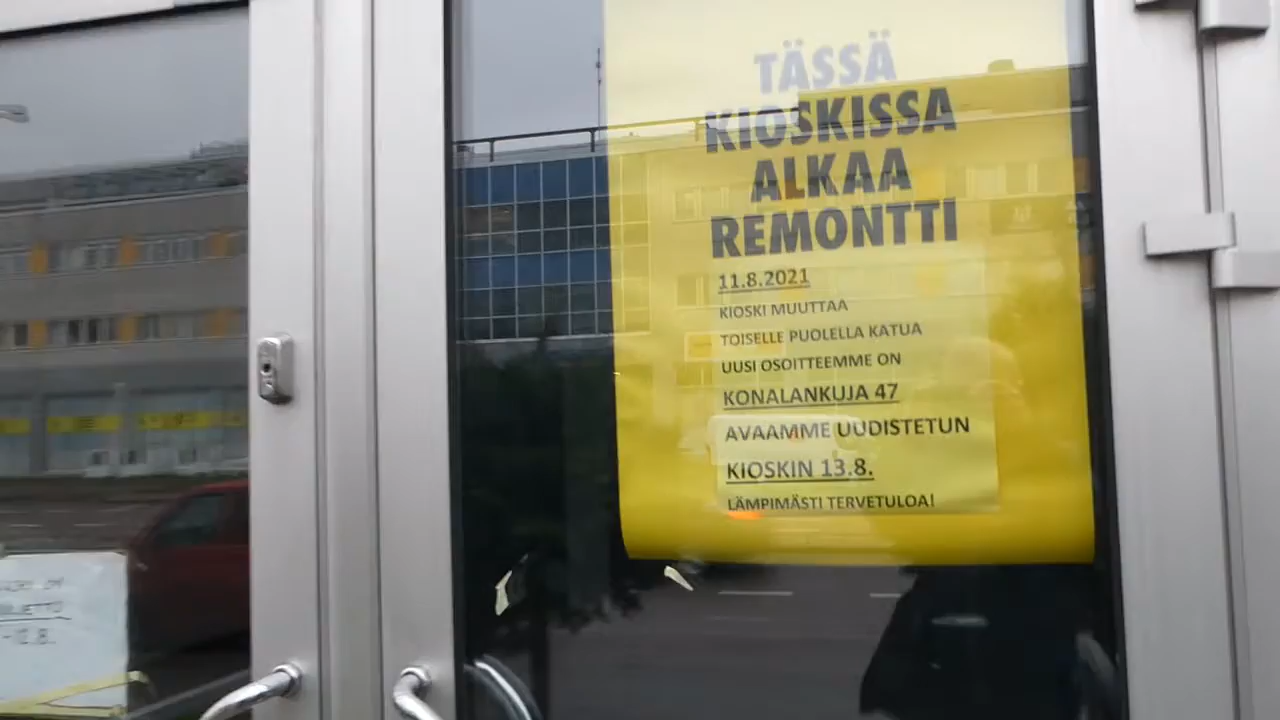 TÄSSÄ
KIOSKISSA
ALKAA
REMONTTI
11.8.2021
KIOSKI MUUTTAA
TOISELLE PUOLELLA KATUA
UUSI OSOITTEEMME ON
KONALANKUJA 47
AVAAMME UUDISTETUN
KIOSKIN 13.8.
LÄMPIMÄSTI TERVETULOA!